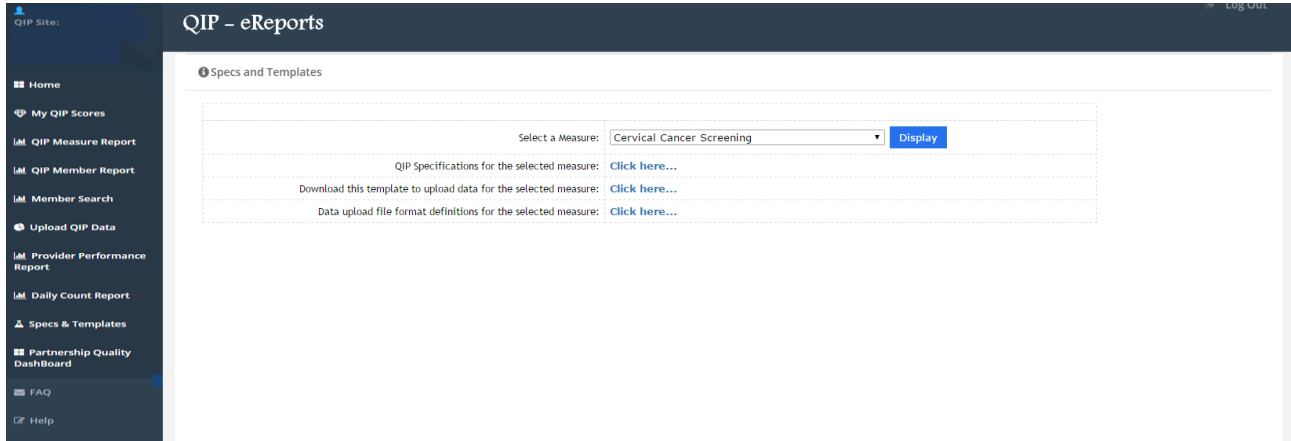 QIP Site:
Home
My QIP Scores
QIP Measure Report
QIP Member Report
Member Search
Upload QIP Data
Provider Performance
Report
Daily Count Report
Specs & Templates
Partnership Quality
DashBoard
FAQ
Help
QIP – eReports
Log Out
Specs and Templates
Select a Measure: Cervical Cancer Screening Display
QIP Specifications for the selected measure: Click here...
Download this template to upload data for the selected measure: Click here...
Data upload file format definitions for the selected measure: Click here...